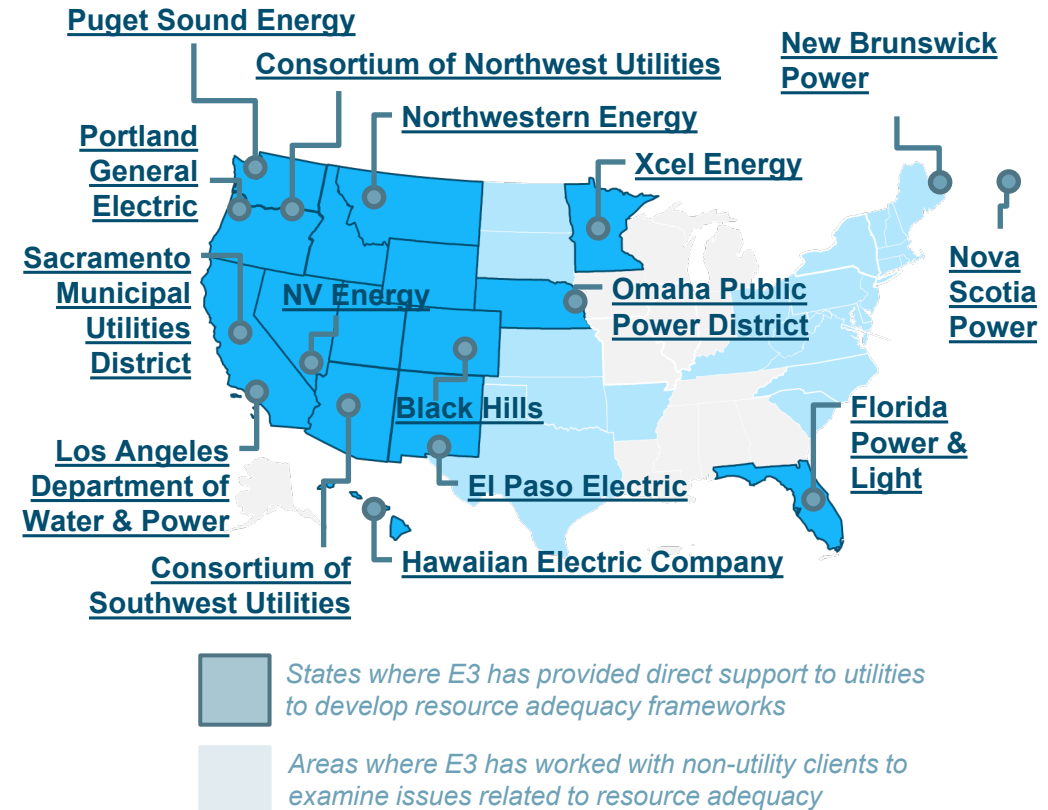 Puget Sound Energy
Consortium of Northwest Utilities
New Brunswick
Power
Northwestern Energy
Portland
General
Electric
Xcel Energy
Sacramento
Municipal
Utilities
District
NV Energy
Omaha Public
Power District
Nova
Scotia
Power
Black Hills
Florida
Power &
Light
Los Angeles
Department of
Water & Power
El Paso Electric
Consortium of
Southwest Utilities
Hawaiian Electric Company
States where E3 has provided direct support to utilities
to develop resource adequacy frameworks
Areas where E3 has worked with non-utility clients to
examine issues related to resource adequacy